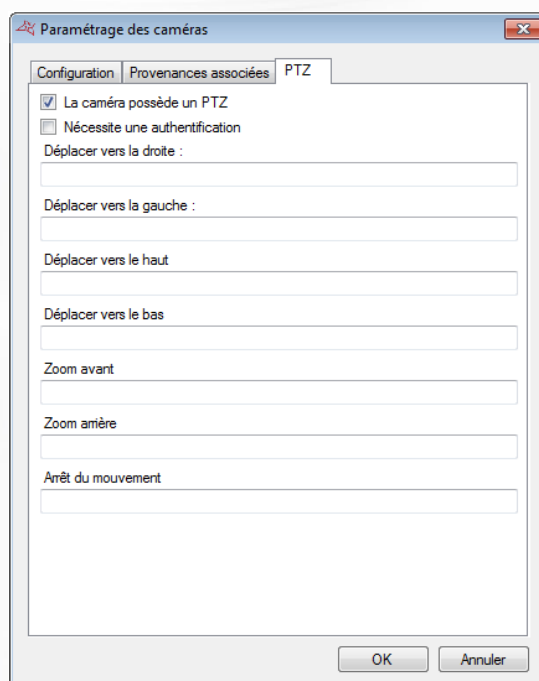 Paramétrage des caméras
Configuration Provenances associées PTZ
La caméra possède un PTZ
Nécessite une authentification
Déplacer vers la droite :
Déplacer vers la gauche :
Déplacer vers le haut
Déplacer vers le bas
Zoom avant
Zoom arrière
Arrêt du mouvement
OK Annuler